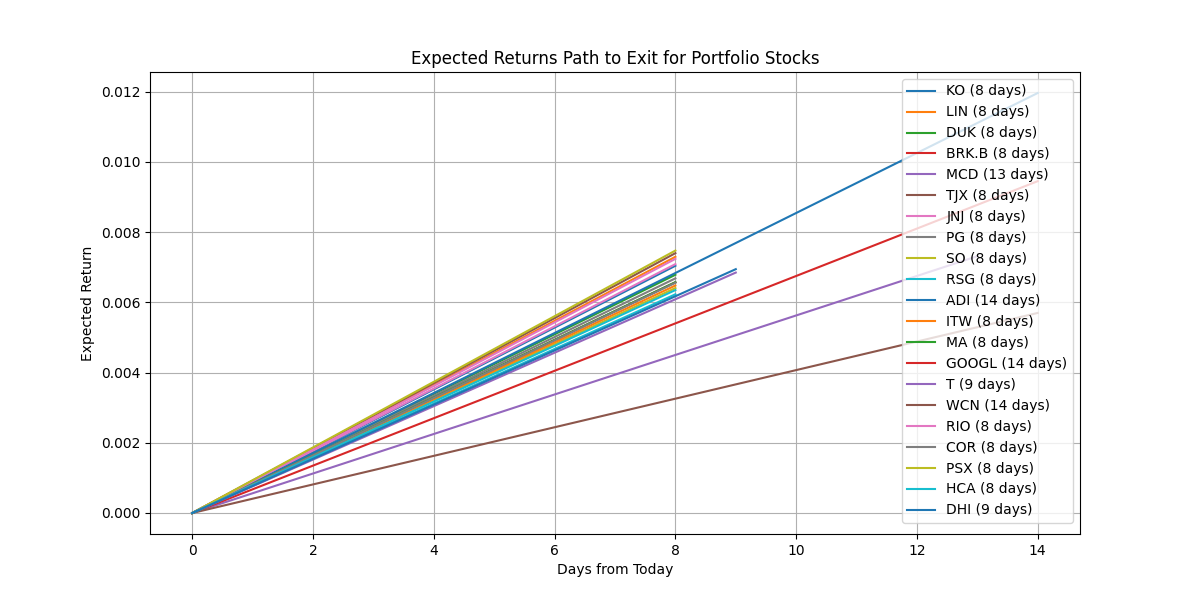 Expected Returns Path to Exit for Portfolio Stocks
Expected Return
0.012
0.010
0.008
0.006
0.004
0.002
0.000
KO (8 days)
LIN (8 days)
DUK (8 days)
BRK.B (8 days)
MCD (13 days)
TJX (8 days)
JNJ (8 days)
PG (8 days)
SO (8 days)
RSG (8 days)
ADI (14 days)
ITW (8 days)
MA (8 days)
GOOGL (14 days)
T (9 days)
WCN (14 days)
RIO (8 days)
COR (8 days)
PSX (8 days)
HCA (8 days)
DHI (9 days)
0 2 4 6 8 10 12 14
Days from Today